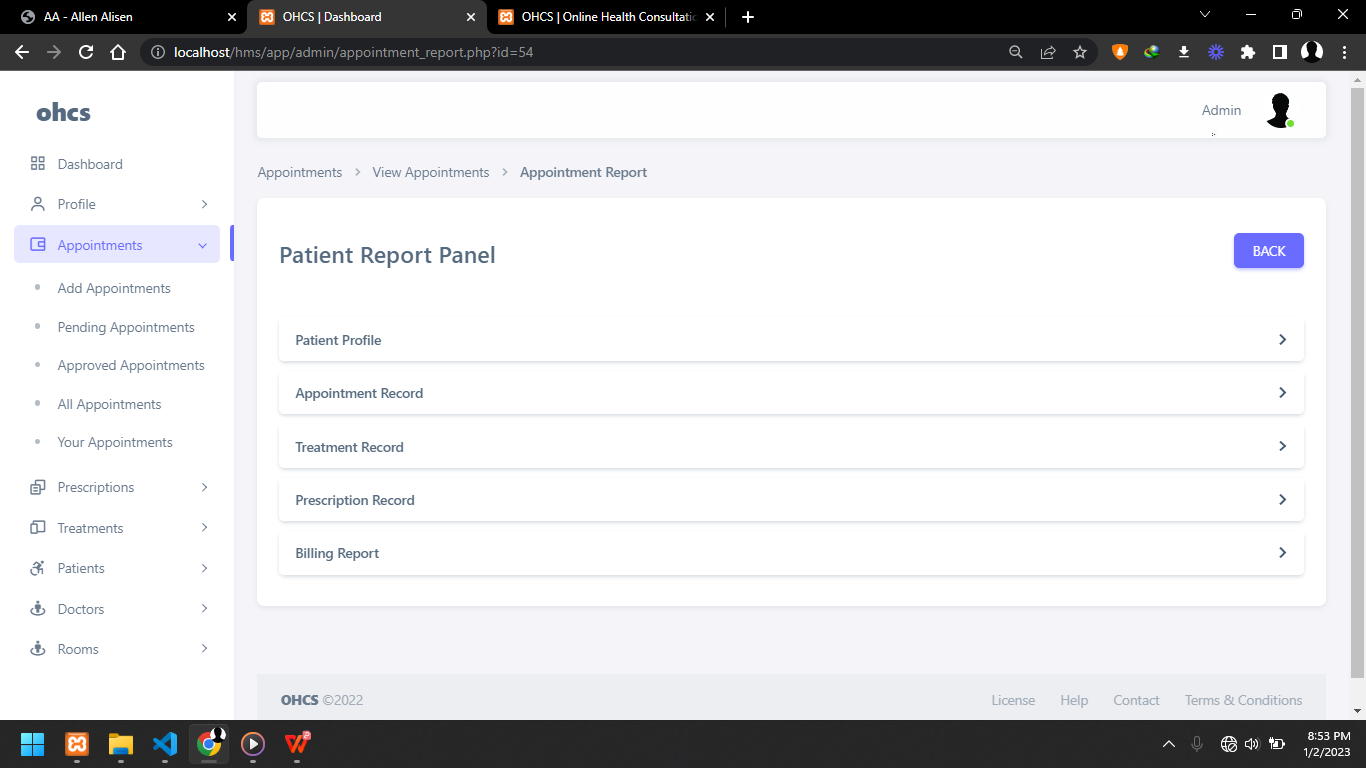 AA - Allen Alisen
OHCS | Dashboard
OHCS | Online Health Consultatic
localhost/hms/app/admin/appointment_report.php?id=54
ohcs
Dashboard
Profile
Appointments
Add Appointments
Pending Appointments
Approved Appointments
All Appointments
Your Appointments
Prescriptions
Treatments
Patients
Doctors
Rooms
Admin
Appointments > View Appointments > Appointment Report
Patient Report Panel
BACK
Patient Profile
Appointment Record
Treatment Record
Prescription Record
Billing Report
OHCS ©2022
License Help Contact Terms & Conditions
8:53 PM
1/2/2023